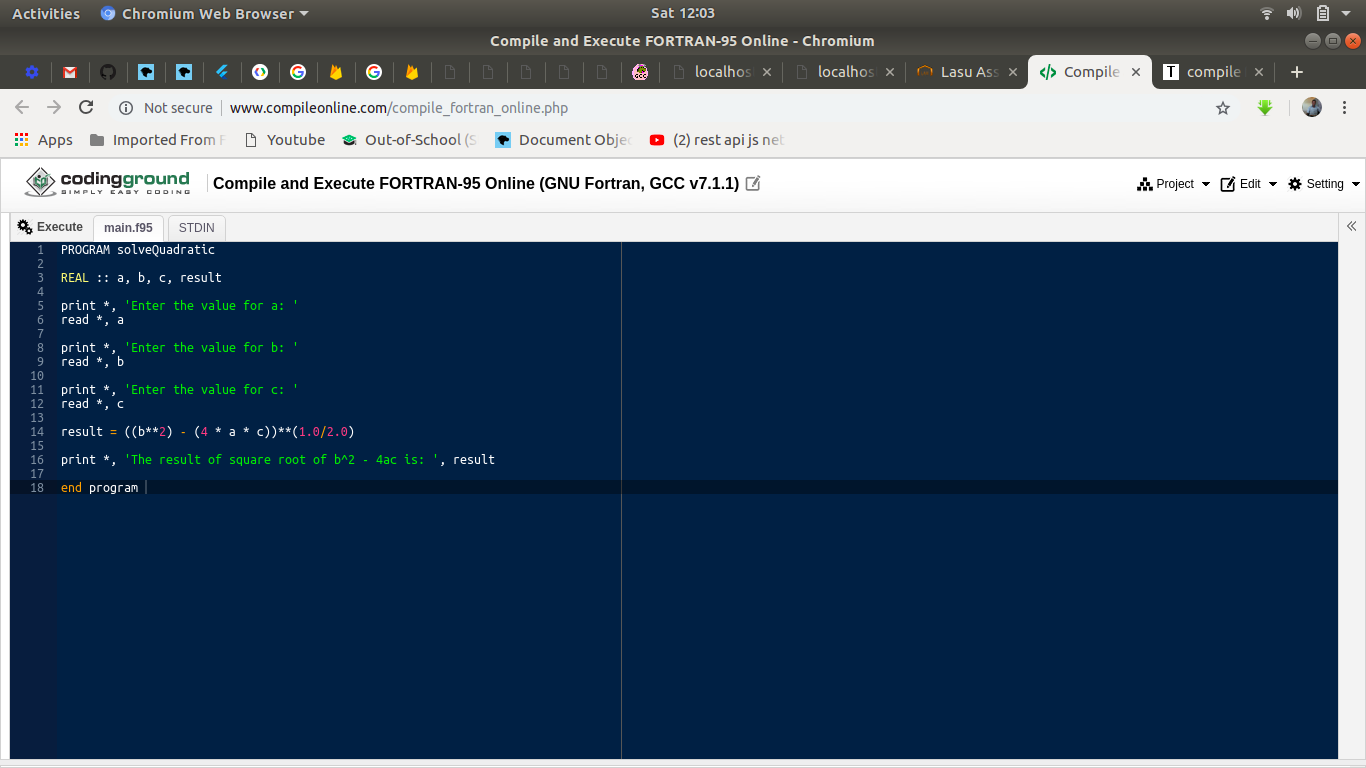 Activities Chromium Web Browser Sat 12:03
Compile and Execute FORTRAN-95 Online - Chromium
localhos localhos Lasu Ass Compile compile
Not secure www.compileonline.com/compile_fortran_online.php
Apps Imported From F Youtube Out-of-School (S Document Obje (2) rest api js net
codingground
SIMPLY EASY CODING
Compile and Execute FORTRAN-95 Online (GNU Fortran, GCC v7.1.1) Project Edit Setting
Execute main.f95 STDIN
1 PROGRAM solveQuadratic
2
3 REAL :: a, b, c, result
4
5 print *, 'Enter the value for a: '
6 read *, a
7
8 print *, 'Enter the value for b: '
9 read *, b
10
11 print *, 'Enter the value for c: '
12 read *, c
13
14 result = ((b**2) - (4 * a * c))**(1.0/2.0)
15
16 print *, 'The result of square root of b^2 - 4ac is: ', result
17
18 end program